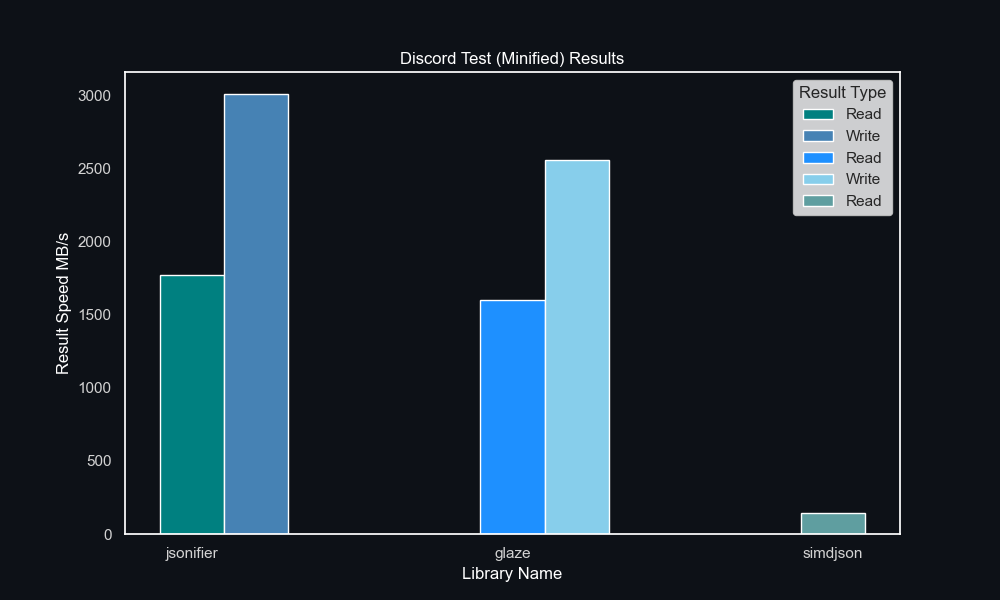 Discord Test (Minified) Results
Result Type
Read
Write
Read
Write
Read
Result Speed MB/s
3000
2500
2000
1500
1000
500
0
jsonifier
glaze
simdjson
Library Name